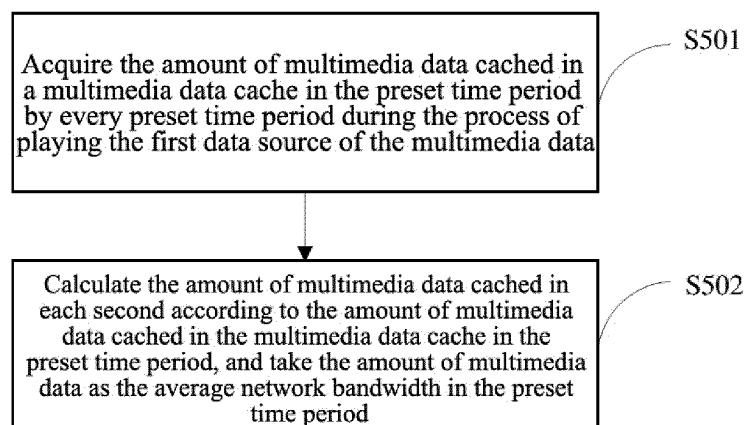 Acquire the amount of multimedia data cached in
a multimedia data cache in the preset time period
by every preset time period during the process of
playing the first data source of the multimedia data
S501
Calculate the amount of multimedia data cached in
each second according to the amount of multimedia
data cached in the multimedia data cache in the
preset time period, and take the amount of multimedia
data as the average network bandwidth in the preset
time period
S502